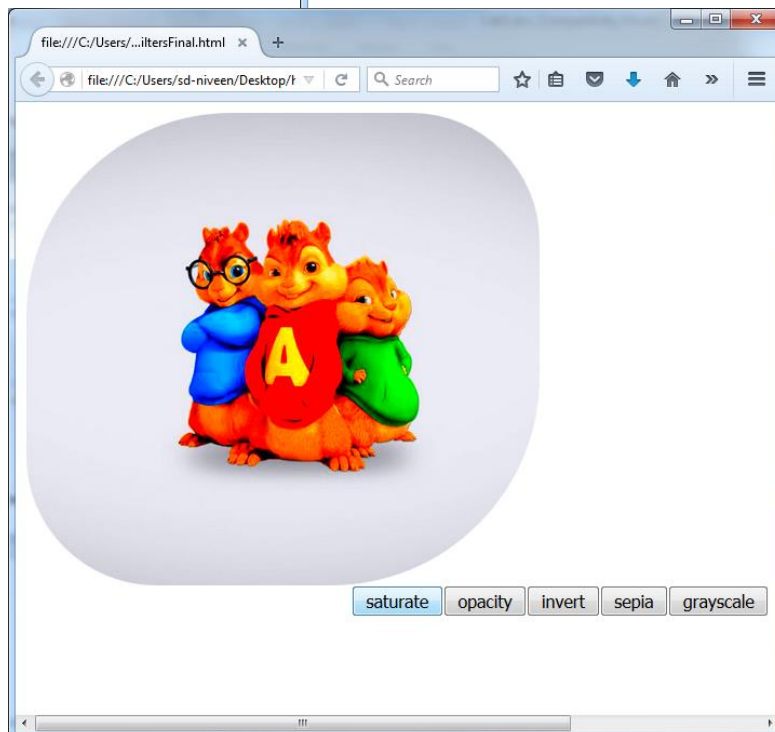 file:///C:/Users/...iltersFinal.html
file:///C:/Users/sd-niveen/Desktop/h
Search
A
saturate opacity invert sepia grayscale